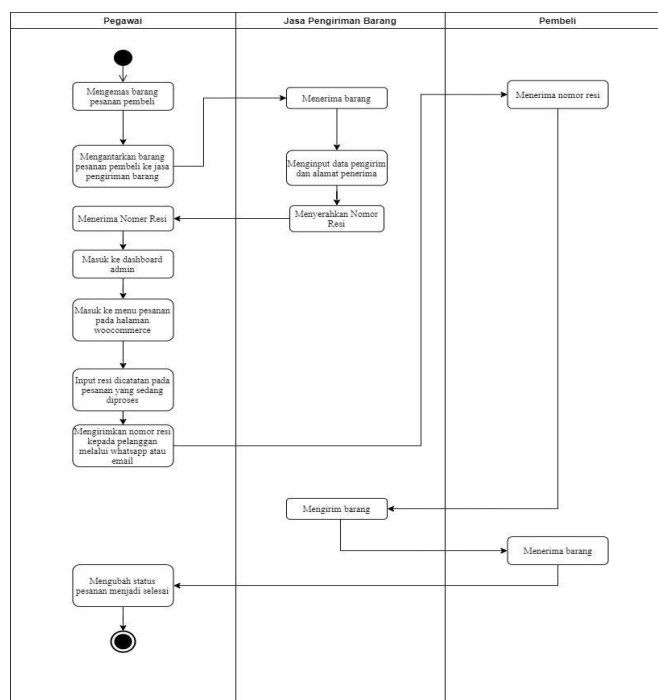 Pegawai
Jasa Pengiriman Barang
Pembeli
Mengemas barang
pesanan pembeli
Menerima barang
Menerima nomor resi
Mengantarkan barang
pesanan pembeli ke jasa
pengiriman barang
Menginput data pengirim
dan alamat penerima
Menerima Nomer Resi
Menyerahkan Nomor
Resi
Masuk ke dashboard
admin
Masuk ke menu pesanan
pada halaman
woocommerce
Input resi dicatatan pada
pesanan yang sedang
diproses
Mengirimkan nomor resi
kepada pelanggan
melalui whatsapp atau
email
Mengirim barang
Menerima barang
Mengubah status
pesanan menjadi selesai